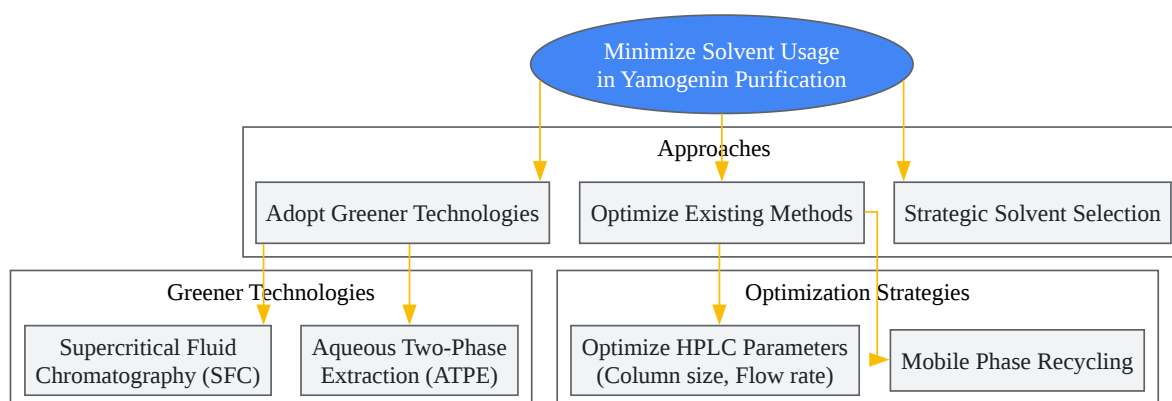 Minimize Solvent Usage
in Yamogenin Purification
Approaches
Adopt Greener Technologies
Optimize Existing Methods
Strategic Solvent Selection
Greener Technologies
Optimization Strategies
Supercritical Fluid
Chromatography (SFC)
Aqueous Two-Phase
Extraction (ATPE)
Optimize HPLC Parameters
(Column size, Flow rate)
Mobile Phase Recycling